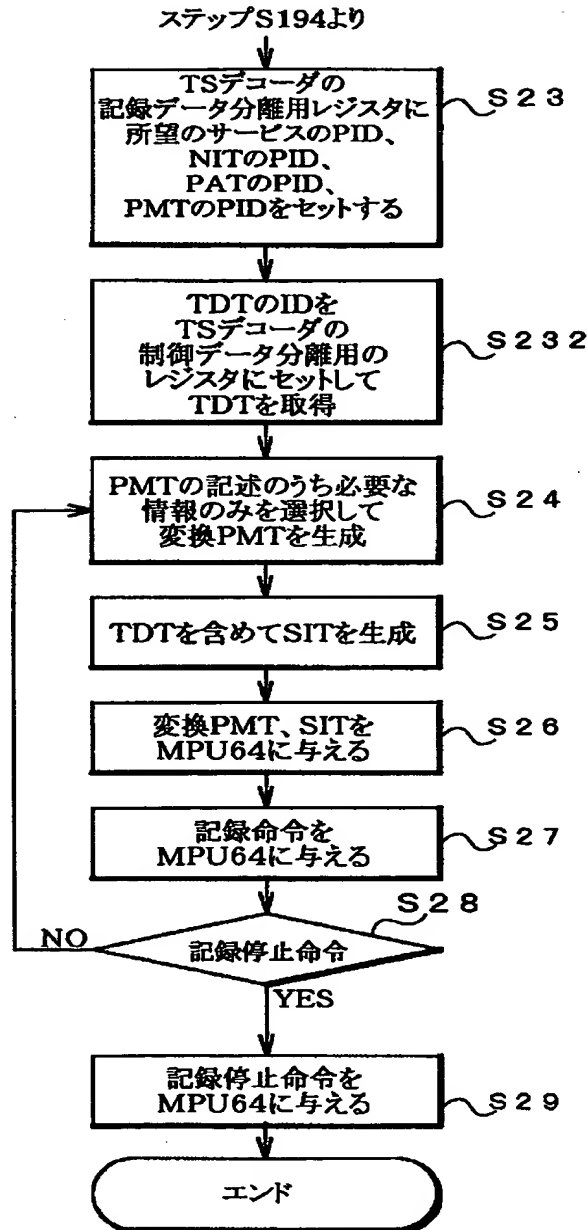 ステップS194より
TSデコーダの
記録データ分離用レジスタに
所望のサービスのPID、
NITのPID、
PATのPID、
PMTのPIDをセットする
S23
TDTのIDを
TSデコーダの
制御データ分離用の
レジスタにセットして
TDTを取得
S232
PMTの記述のうち必要な
情報のみを選択して
変換PMTを生成
S24
TDTを含めてSITを生成
S25
変換PMT、SITを
MPU64に与える
S26
記録命令を
MPU64に与える
S27
S28
記録停止命令
NO
YES
記録停止命令を
MPU64に与える
S29
エンド